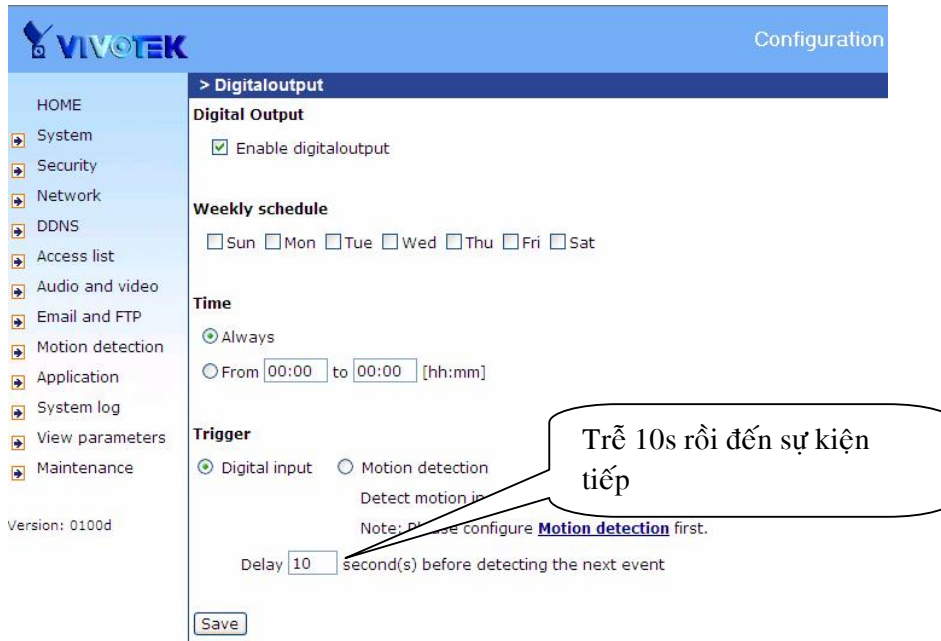 VIVOTEK
Configuration
HOME
System
Security
Network
DDNS
Access list
Audio and video
Email and FTP
Motion detection
Application
System log
View parameters
Maintenance
Version: 0100d
> Digitaloutput
Digital Output
Enable digitaloutput
Weekly schedule
Sun Mon Tue Wed Thu Fri Sat
Time
Always
From 00:00 to 00:00 [hh:mm]
Trigger
Digital input Motion detection
Detect motion in
Note: Please configure Motion detection first.
Delay 10 second(s) before detecting the next event
Save
Trễ 10s rồi đến sự kiện
tiếp